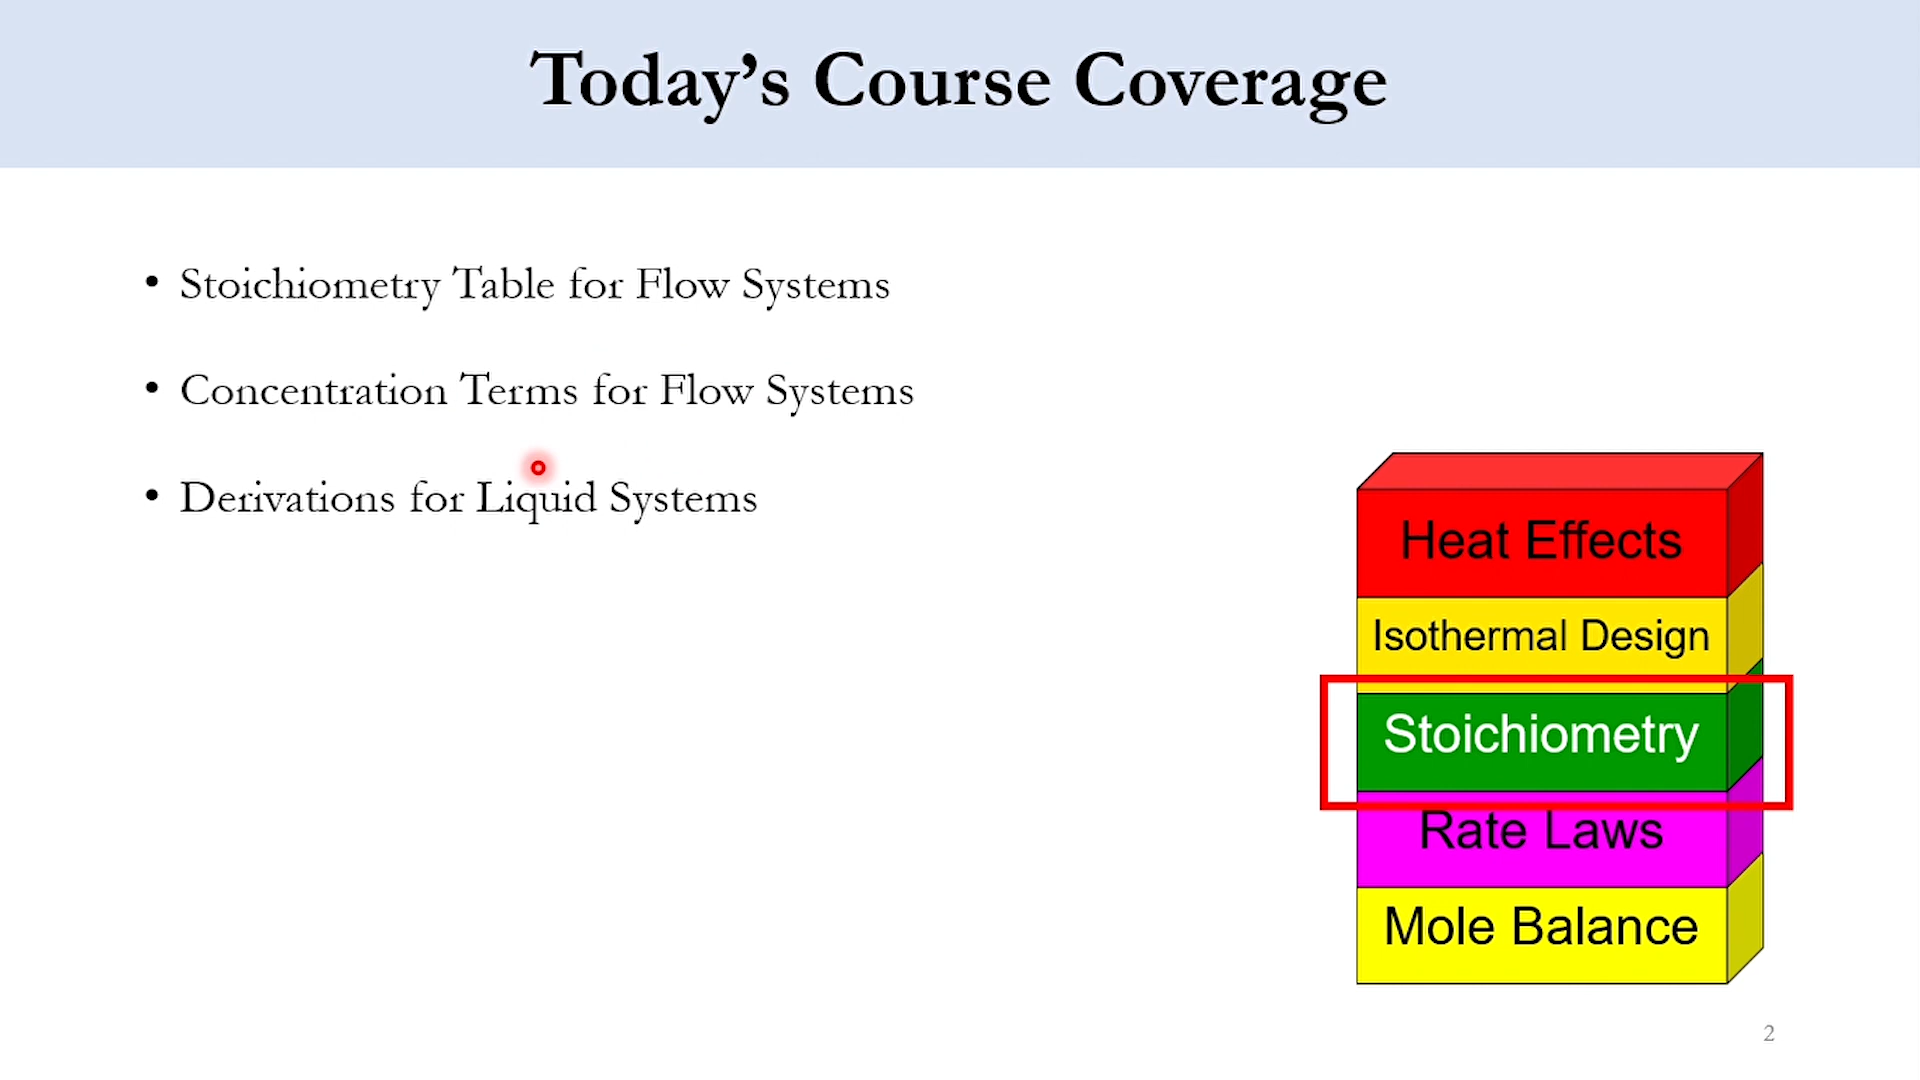 Today’s Course Coverage
• Stoichiometry Table for Flow Systems
• Concentration Terms for Flow Systems
• Derivations for Liquid Systems
Heat Effects
Isothermal Design
Stoichiometry
Rate Laws
Mole Balance
2